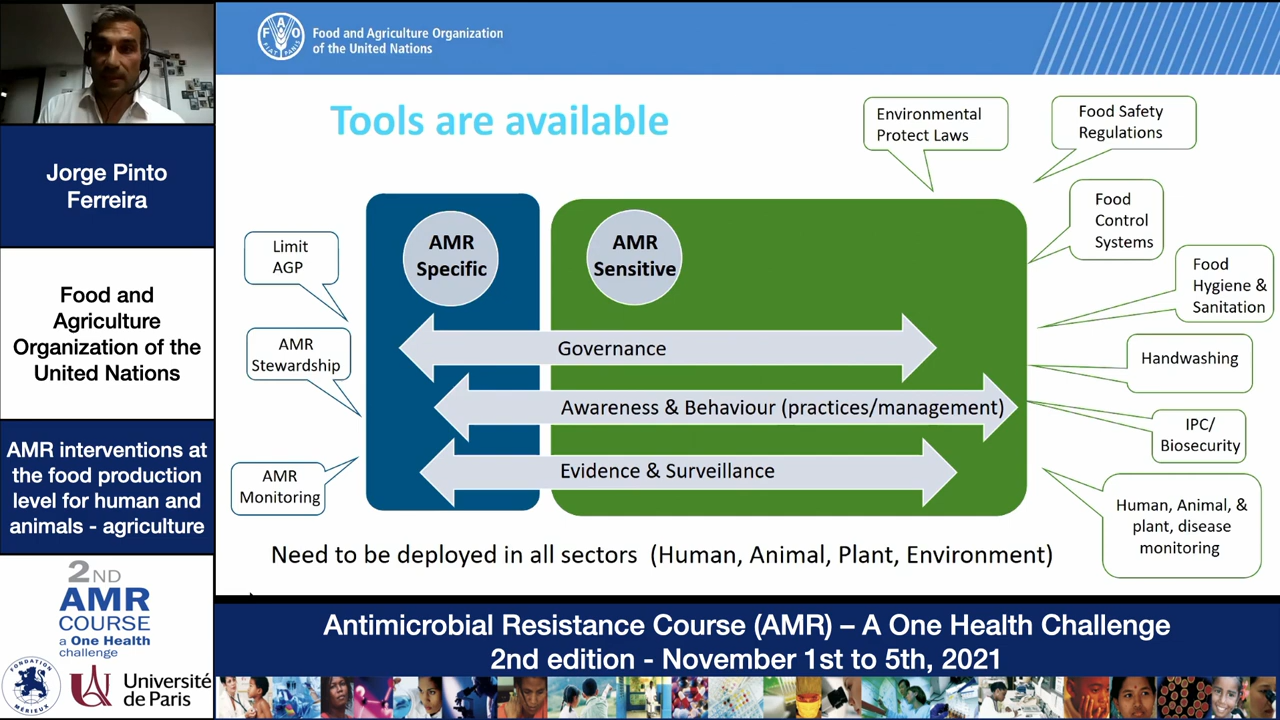 Food and Agriculture Organization
of the United Nations
Tools are available
Environmental
Protect Laws
Food Safety
Regulations
Food
Control
Systems
Food
Hygiene &
Sanitation
Handwashing
IPC/
Biosecurity
Human, Animal, &
plant, disease
monitoring
Limit
AGP
AMR
Stewardship
AMR
Monitoring
AMR
Specific
AMR
Sensitive
Governance
Awareness & Behaviour (practices/management)
Evidence & Surveillance
Need to be deployed in all sectors (Human, Animal, Plant, Environment)
Jorge Pinto
Ferreira
Food and
Agriculture
Organization of the
United Nations
AMR interventions at
the food production
level for human and
animals - agriculture
2ND
AMR
COURSE
a One Health
challenge
FONDATION
MÉRIEUX
Université
de Paris
Antimicrobial Resistance Course (AMR) – A One Health Challenge
2nd edition - November 1st to 5th, 2021